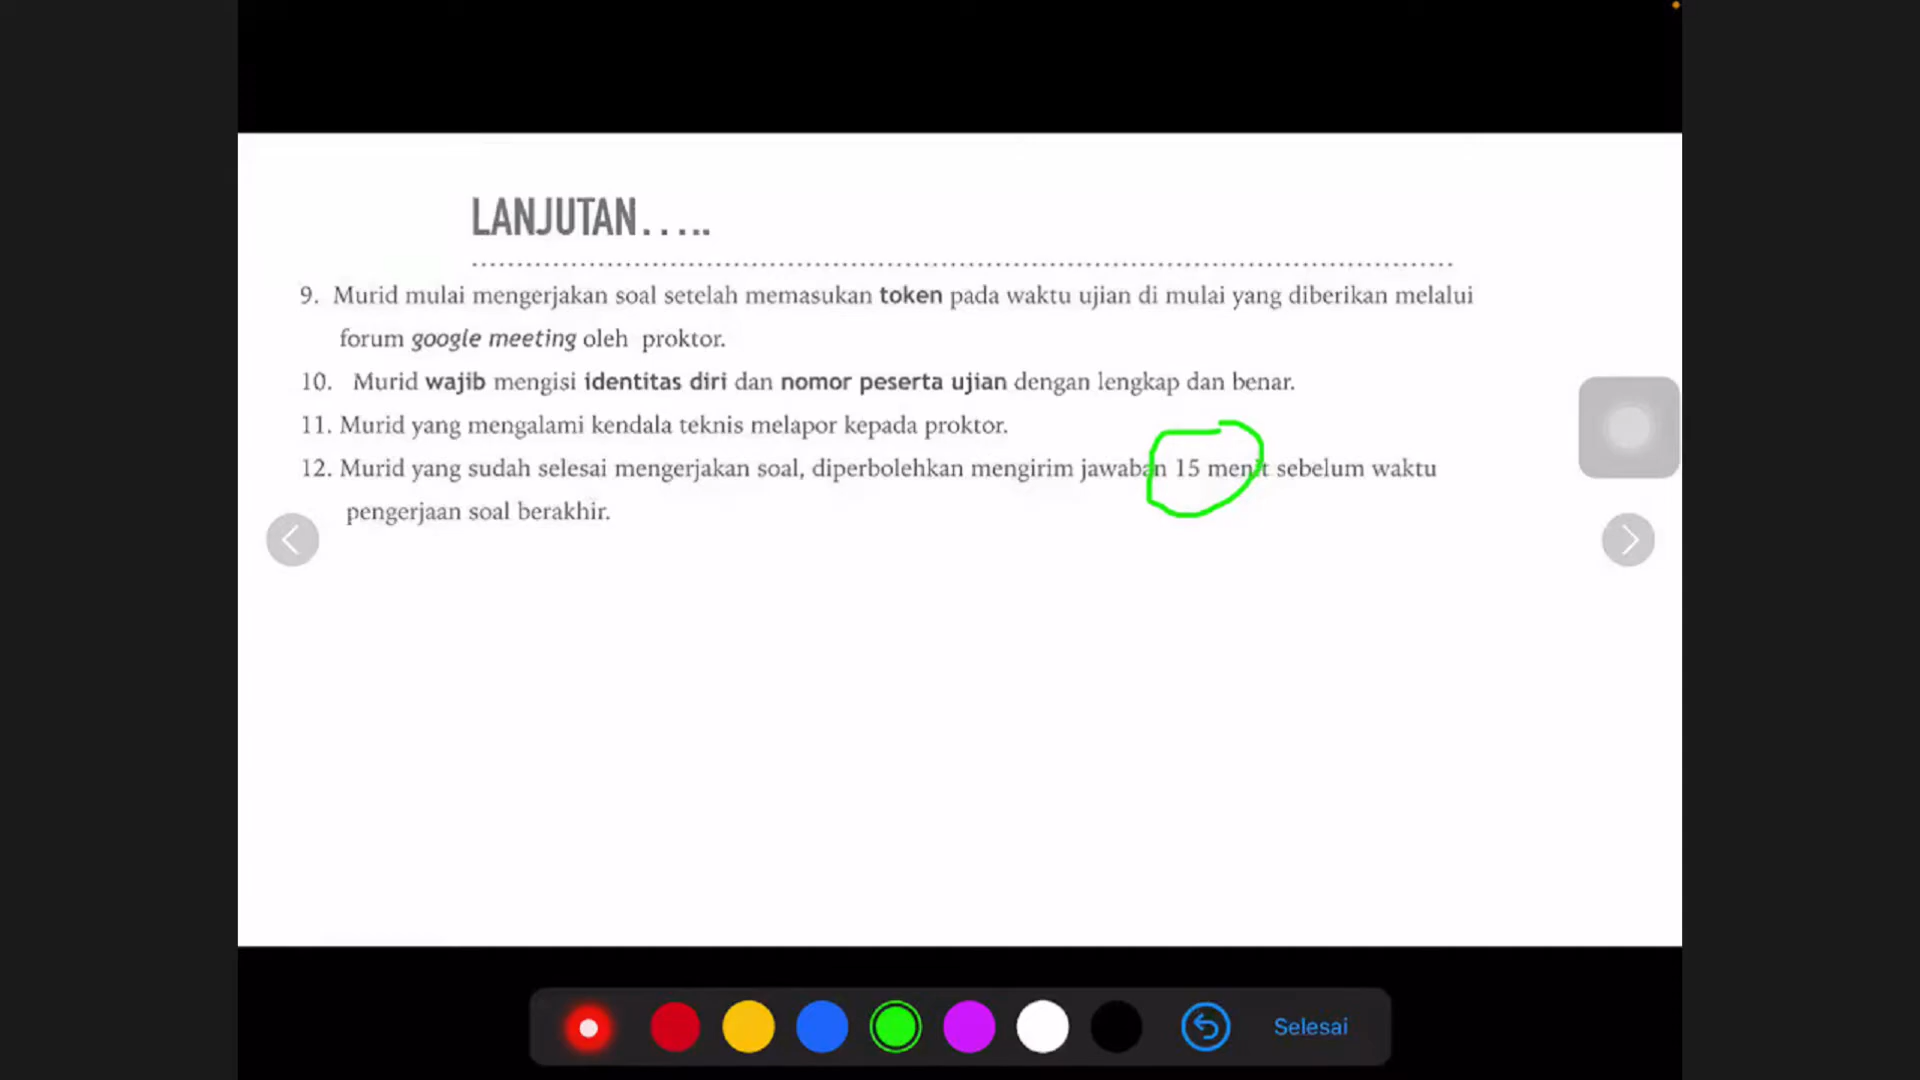 LANJUTAN.....
9. Murid mulai mengerjakan soal setelah memasukan token pada waktu ujian di mulai yang diberikan melalui
forum google meeting oleh proktor.
10. Murid wajib mengisi identitas diri dan nomor peserta ujian dengan lengkap dan benar.
11. Murid yang mengalami kendala teknis melapor kepada proktor.
12. Murid yang sudah selesai mengerjakan soal, diperbolehkan mengirim jawaban 15 menit sebelum waktu
pengerjaan soal berakhir.
Selesai